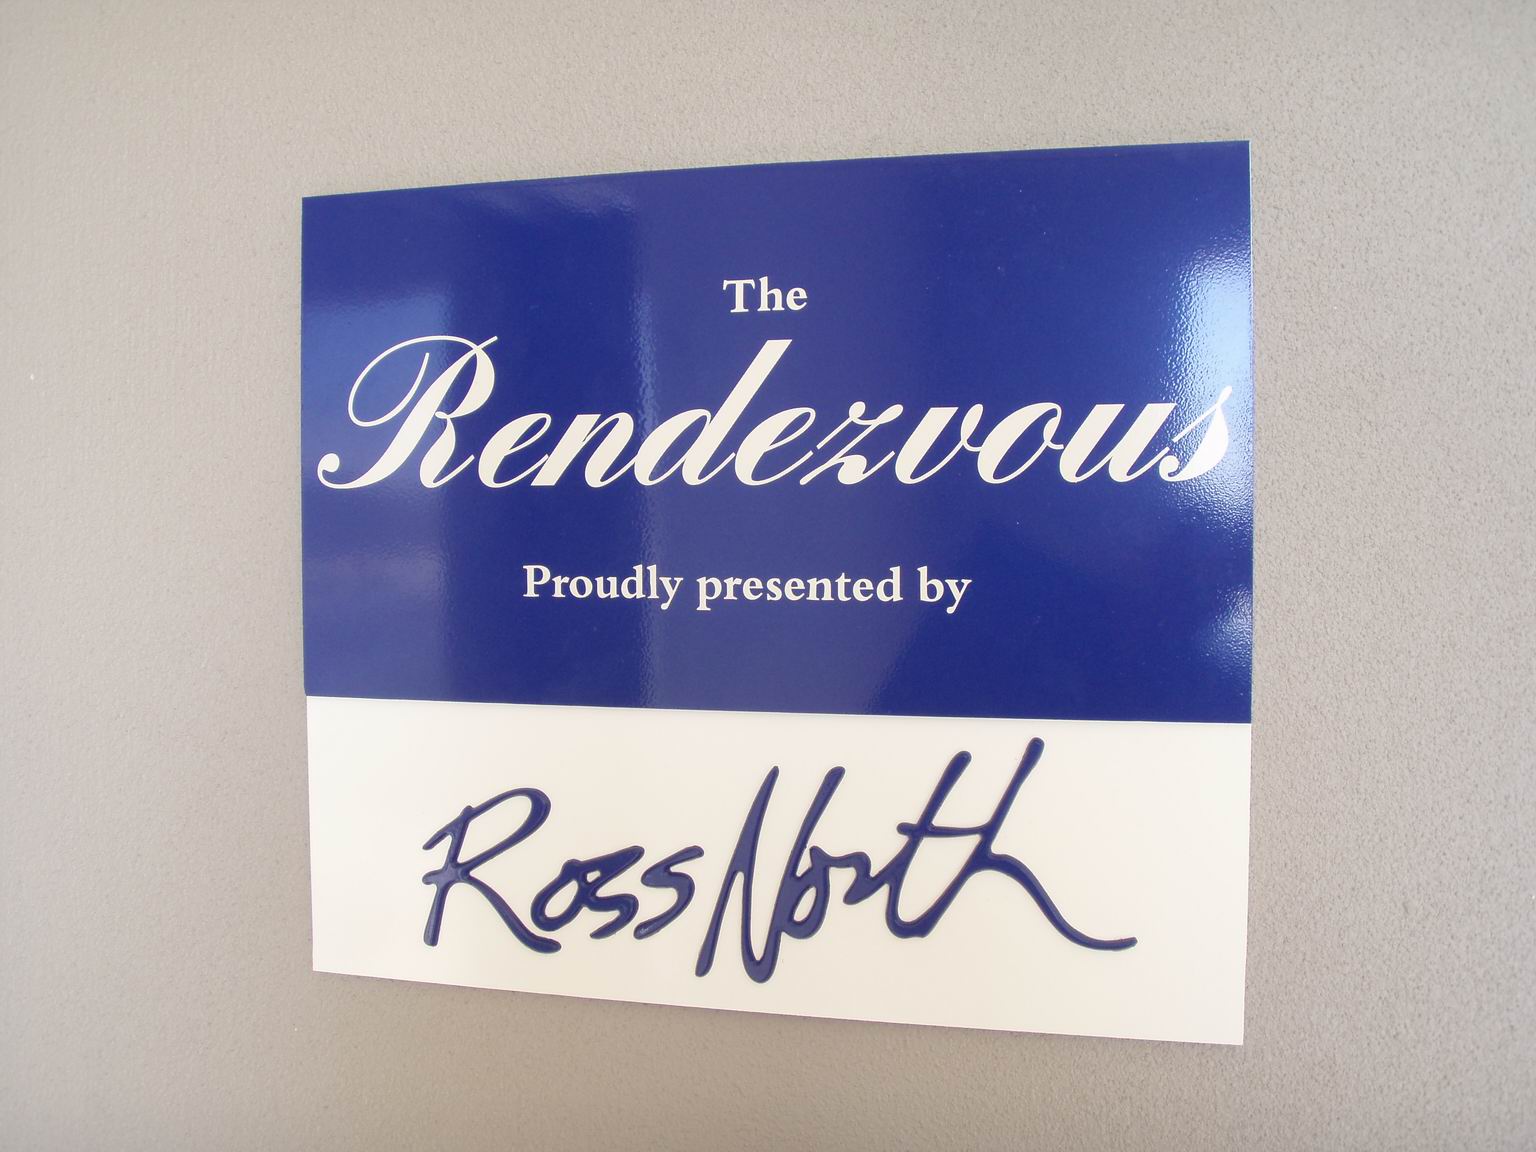 The
Rendezvous
Proudly presented by
Ross North